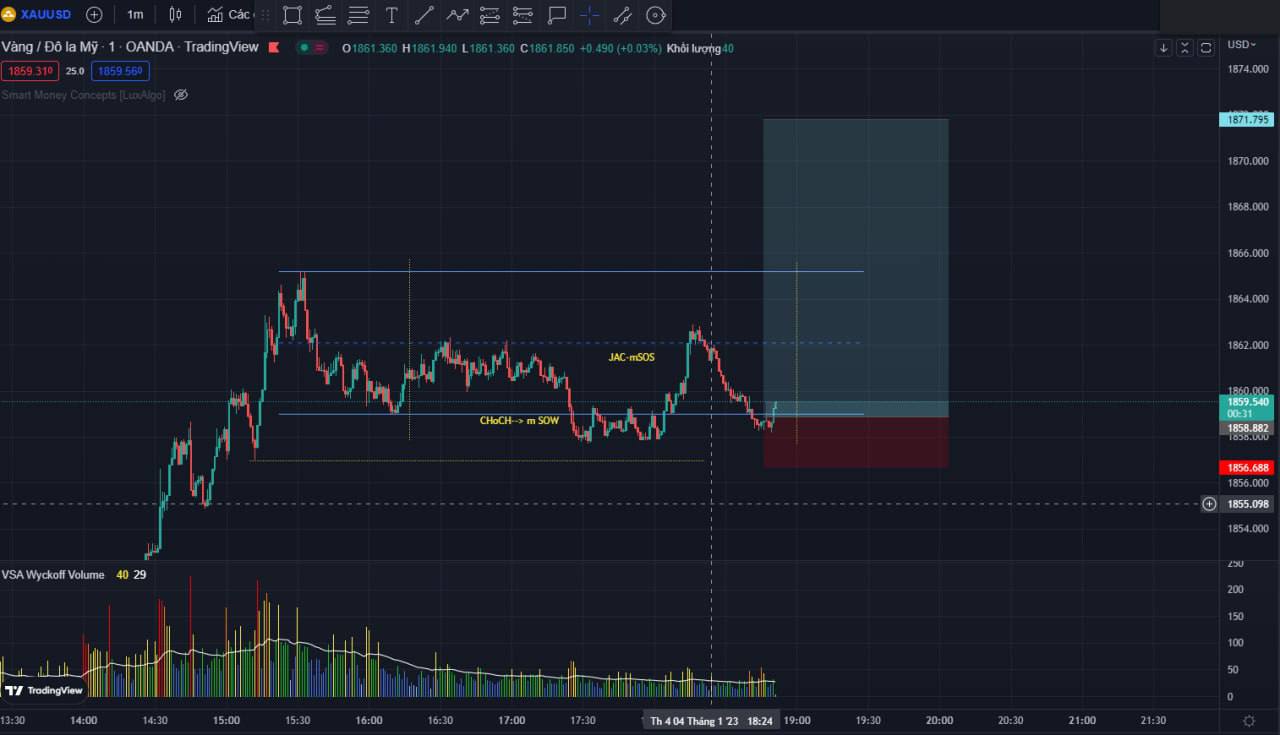 XAUUSD 1m Các
Vàng / Đô la Mỹ · 1 · OANDA · TradingView O1861.360 H1861.940 L1861.360 C1861.850 +0.490 (+0.03%) Khối lượng40
USD
1859.310 25.0 1859.560
Smart Money Concepts [LuxAlgo]
1874.000
1871.795
1870.000
1868.000
1866.000
1864.000
1862.000
JAC-mSOS
1860.000
1859.540
00:31
CHoCH--> m SOW
1858.882
1858.000
1856.688
1856.000
1855.098
1854.000
250
VSA Wyckoff Volume 40 29
200
150
100
50
0
TradingView
13:30 14:00 14:30 15:00 15:30 16:00 16:30 17:00 17:30 Th 4 04 Tháng 1 '23 18:24 19:00 19:30 20:00 20:30 21:00 21:30